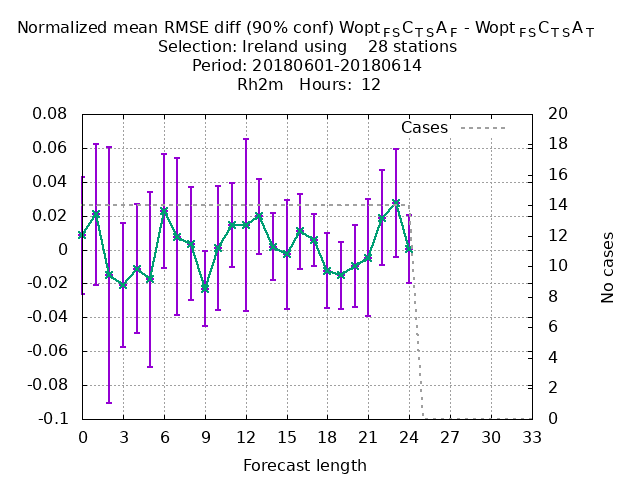 Normalized mean RMSE diff (90% conf) Wopt FS C T S A F - Wopt FS C T S A T
Selection: Ireland using 28 stations
Period: 20180601-20180614
Rh2m Hours: 12
Cases
0.08
0.06
0.04
0.02
0
-0.02
-0.04
-0.06
-0.08
-0.1
20
18
16
14
12
10
8
6
4
2
0
No cases
0 3 6 9 12 15 18 21 24 27 30 33
Forecast length